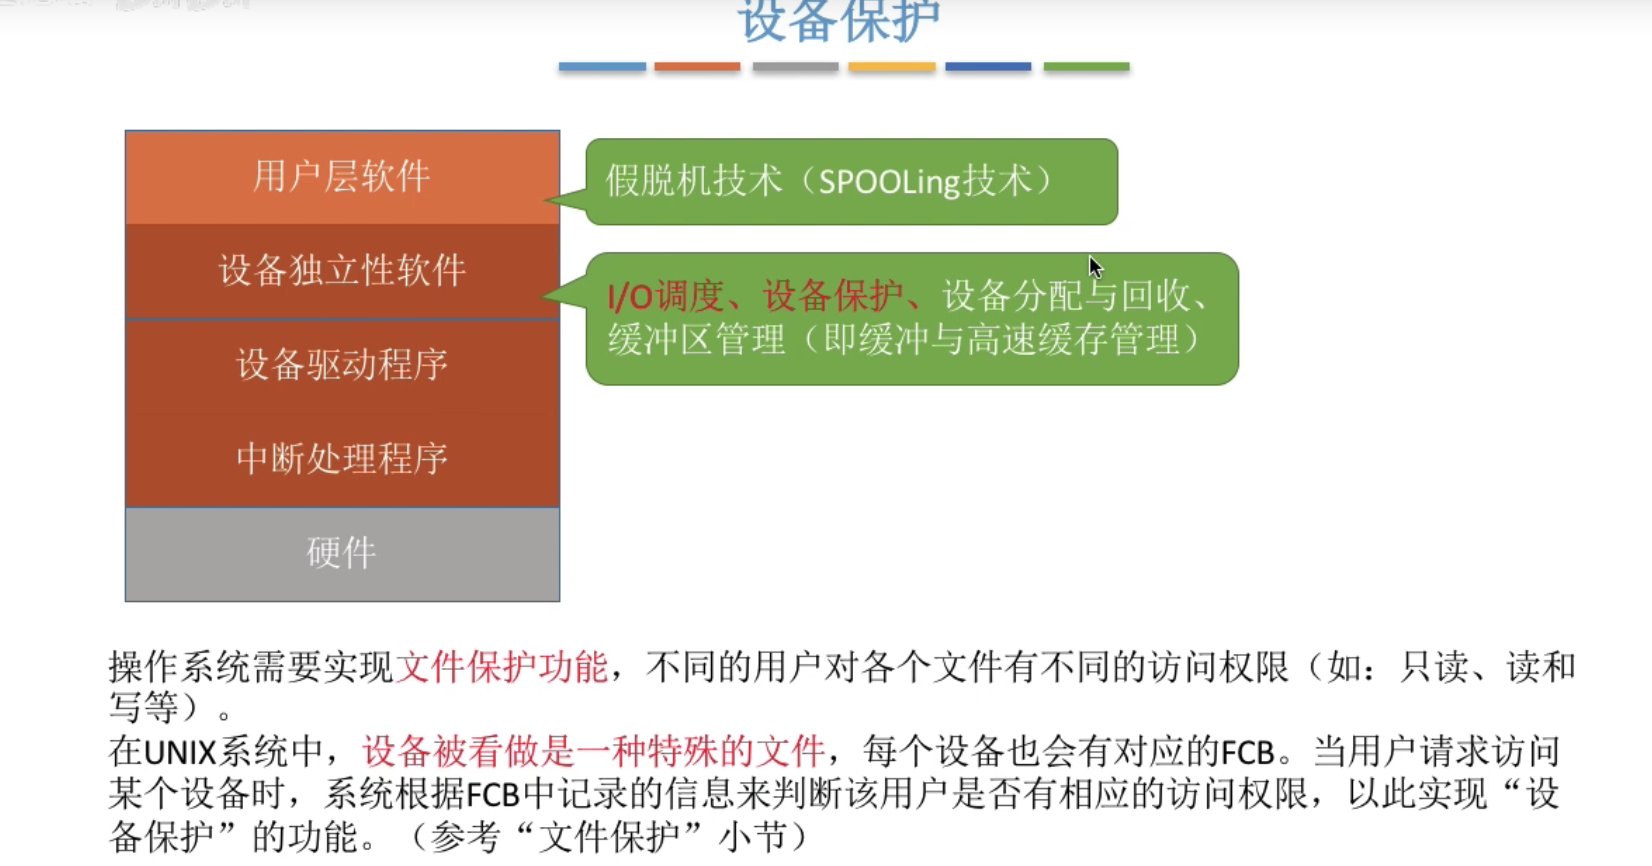 设备保护
用户层软件
假脱机技术（SPOOLing技术）
设备独立性软件
I/O调度、设备保护、设备分配与回收、
缓冲区管理（即缓冲与高速缓存管理）
设备驱动程序
中断处理程序
硬件
操作系统需要实现文件保护功能，不同的用户对各个文件有不同的访问权限（如：只读、读和
写等）。
在UNIX系统中，设备被看做是一种特殊的文件，每个设备也会有对应的FCB。当用户请求访问
某个设备时，系统根据FCB中记录的信息来判断该用户是否有相应的访问权限，以此实现“设
备保护”的功能。（参考“文件保护”小节）